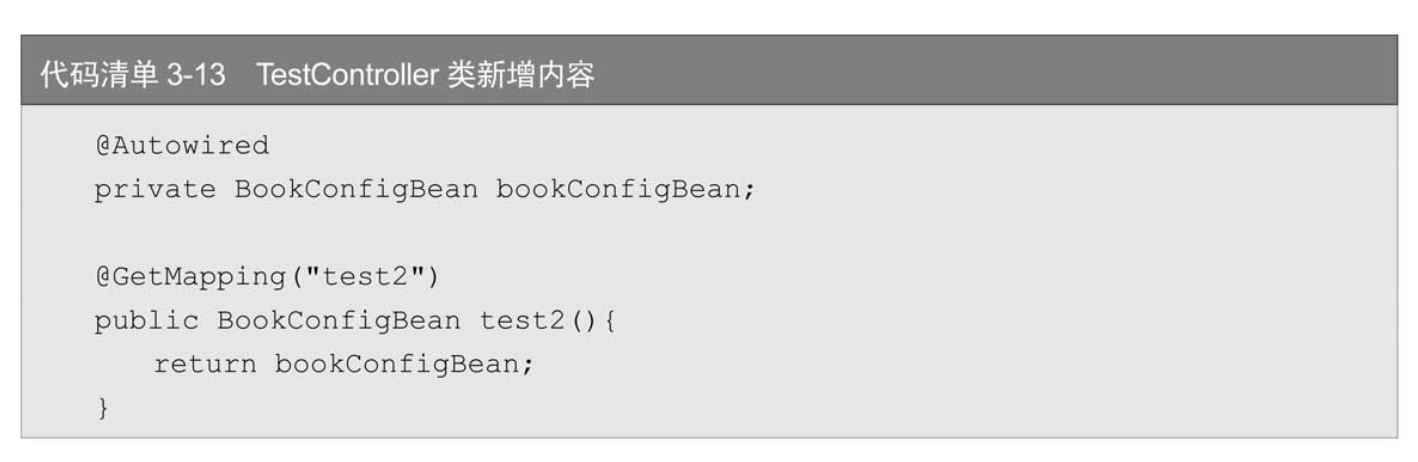 代码清单 3-13 TestController 类新增内容
@Autowired
private BookConfigBean bookConfigBean;
@GetMapping("test2")
public BookConfigBean test2(){
return bookConfigBean;
}